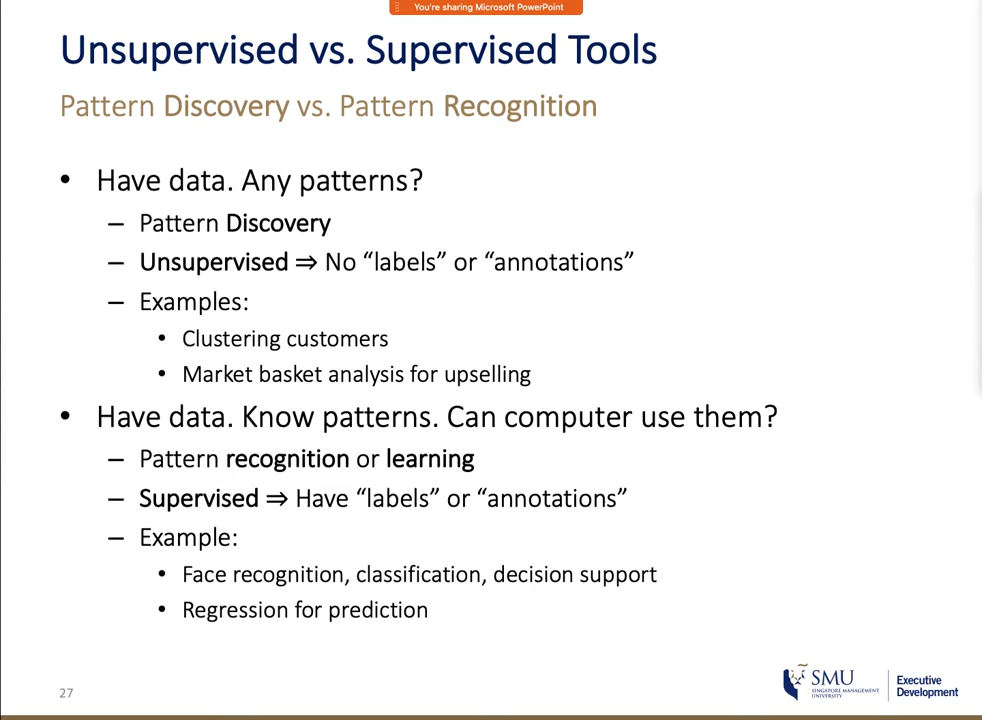 You're sharing Microsoft PowerPoint
Unsupervised vs. Supervised Tools
Pattern Discovery vs. Pattern Recognition
• Have data. Any patterns?
– Pattern Discovery
– Unsupervised ⇒ No “labels” or “annotations”
– Examples:
• Clustering customers
• Market basket analysis for upselling
• Have data. Know patterns. Can computer use them?
– Pattern recognition or learning
– Supervised ⇒ Have “labels” or “annotations”
– Example:
• Face recognition, classification, decision support
• Regression for prediction
27
SMU
SINGAPORE MANAGEMENT
UNIVERSITY
Executive
Development